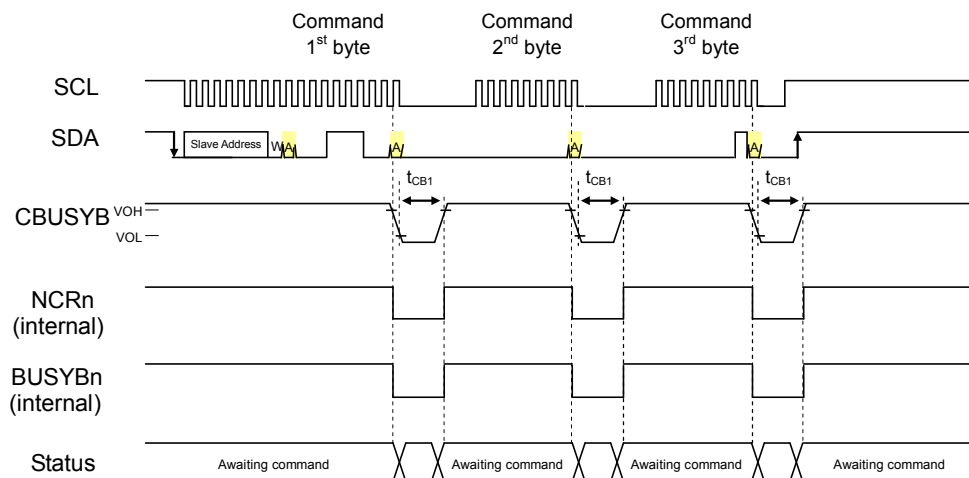 Command
1st byte
Command
2nd byte
Command
3rd byte
SCL
SDA
Slave Address
W
A
A
A
A
tCB1
tCB1
tCB1
CBUSYB
VOH
VOL
NCRn
(internal)
BUSYBn
(internal)
Status
Awaiting command
Awaiting command
Awaiting command
Awaiting command